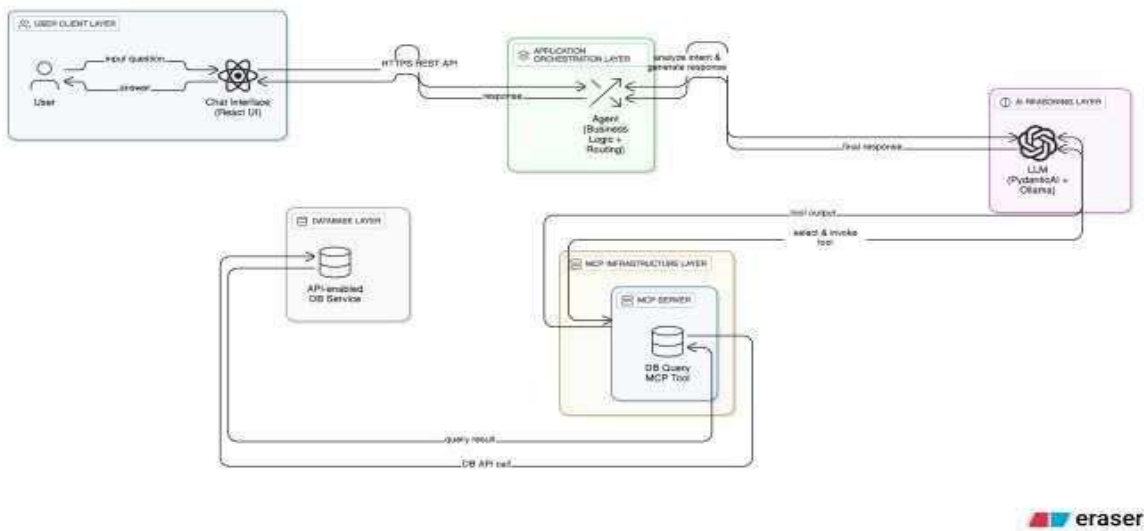 USER CLIENT LAYER
input question
answer
User
Chat Interface
(React UI)
HTTPS REST API
response
APPLICATION
ORCHESTRATION LAYER
Agent
(Business
Logic +
Routing)
analyze intent &
generate response
final response
AI REASONING LAYER
LLM
(PydanticAI +
Ollama)
tool output
select & invoke
tool
DATABASE LAYER
API-enabled
DB Service
MCP INFRASTRUCTURE LAYER
MCP SERVER
DB Query
MCP Tool
query result
DB API call
eraser